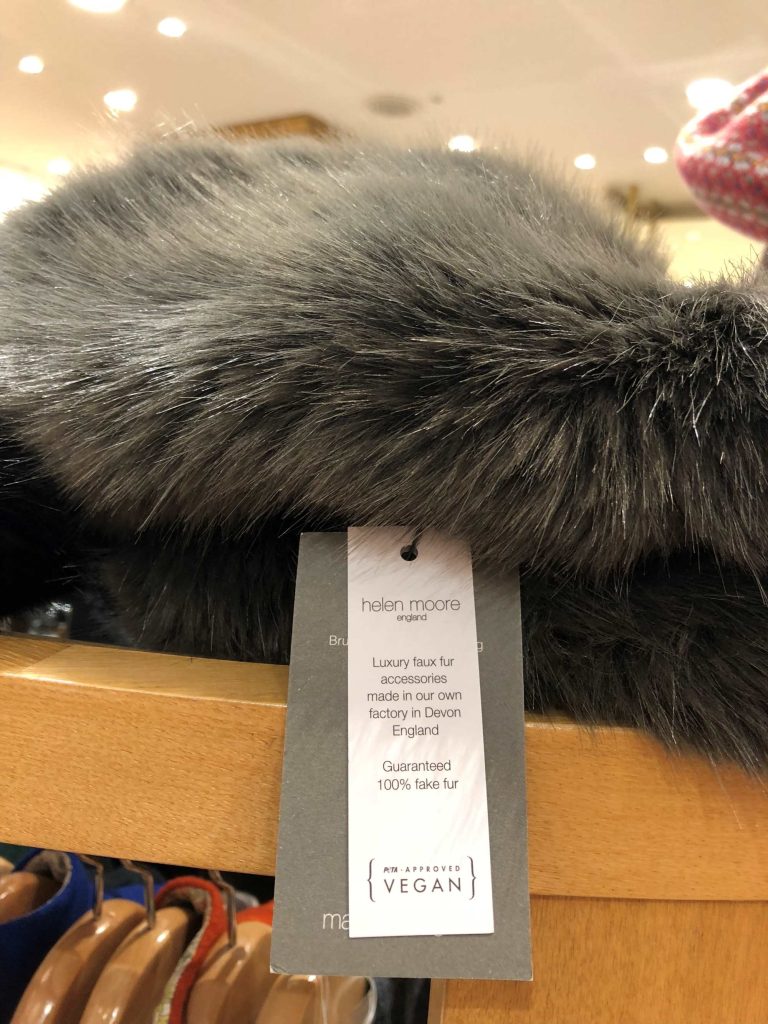 helen moore
england
Luxury faux fur
accessories
made in our own
factory in Devon
England
Guaranteed
100% fake fur
PETA - APPROVED
VEGAN